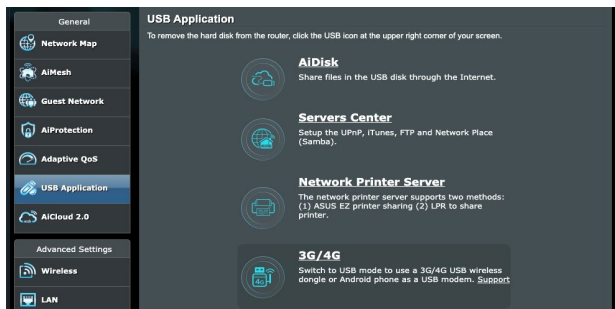 General
Network Map
AiMesh
Guest Network
AiProtection
Adaptive QoS
USB Application
AiCloud 2.0
Advanced Settings
Wireless
LAN
USB Application
To remove the hard disk from the router, click the USB icon at the upper right corner of your screen.
AiDisk
Share files in the USB disk through the Internet.
Servers Center
Setup the UPnP, iTunes, FTP and Network Place
(Samba).
Network Printer Server
The network printer server supports two methods:
(1) ASUS EZ printer sharing (2) LPR to share
printer.
3G/4G
4G
Switch to USB mode to use a 3G/4G USB wireless
dongle or Android phone as a USB modem. Support